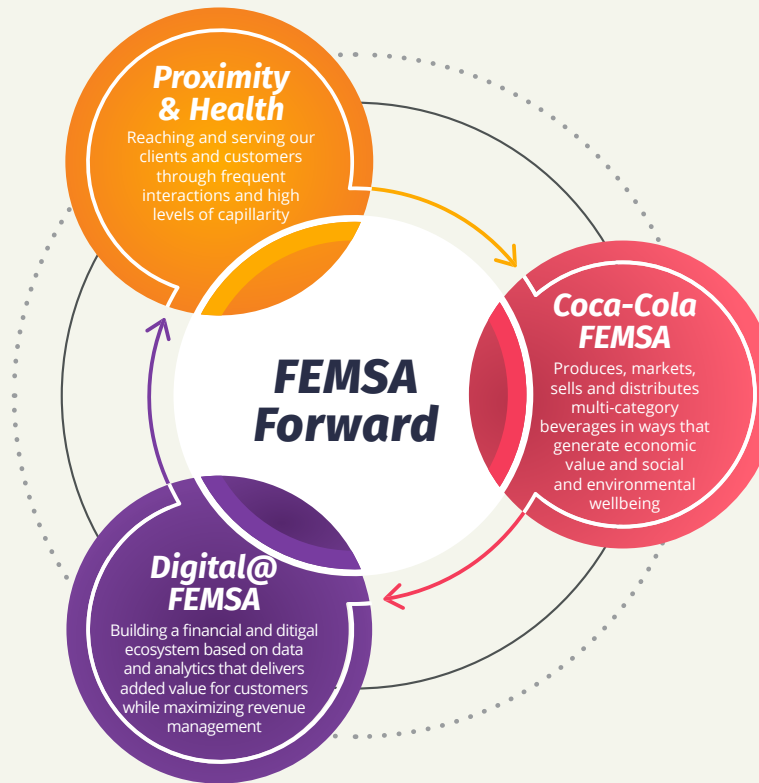 Proximity
& Health
Reaching and serving our
clients and customers
through frequent
interactions and high
levels of capillarity
FEMSA
Forward
Coca-Cola
FEMSA
Produces, markets,
sells and distributes
multi-category
beverages in ways that
generate economic
value and social
and environmental
wellbeing
Digital@
FEMSA
Building a financial and ditigal
ecosystem based on data
and analytics that delivers
added value for customers
while maximizing revenue
management